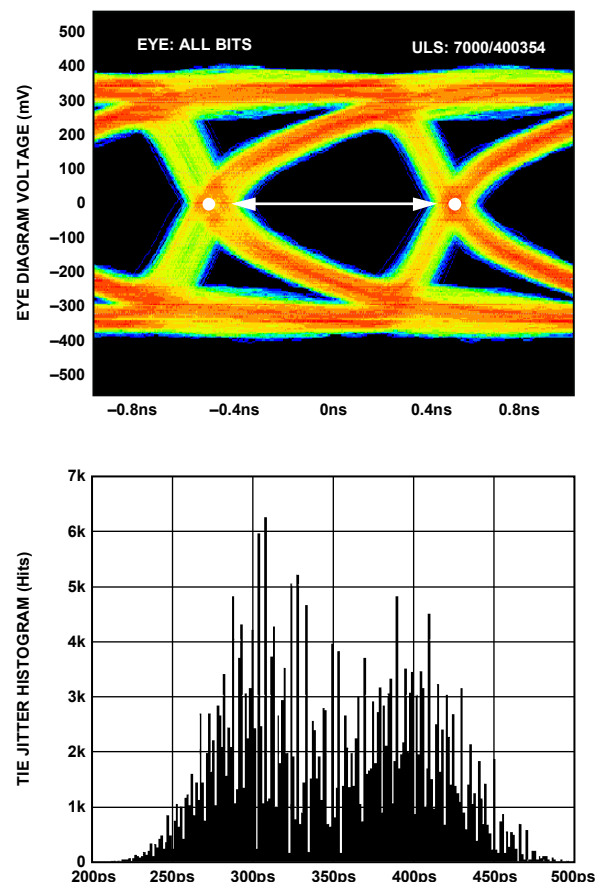 EYE: ALL BITS
ULS: 7000/400354
EYE DIAGRAM VOLTAGE (mV)
500
400
300
200
100
0
–100
–200
–300
–400
–500
–0.8ns –0.4ns 0ns 0.4ns 0.8ns
TIE JITTER HISTOGRAM (Hits)
7k
6k
5k
4k
3k
2k
1k
0
200ps 250ps 300ps 350ps 400ps 450ps 500ps